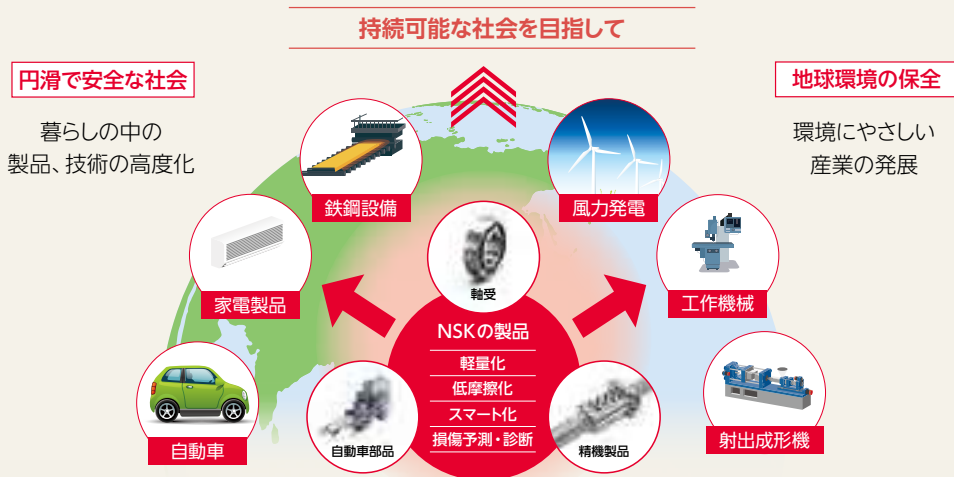 持続可能な社会を目指して
円滑で安全な社会
暮らしの中の
製品、技術の高度化
地球環境の保全
環境にやさしい
産業の発展
鉄鋼設備
風力発電
家電製品
工作機械
自動車
射出成形機
軸受
NSKの製品
軽量化
低摩擦化
スマート化
損傷予測・診断
自動車部品
精機製品